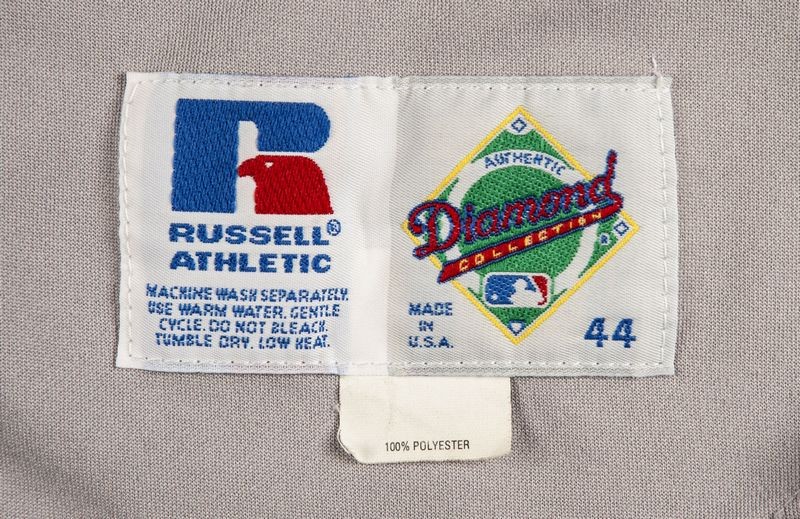 RUSSELL®
ATHLETIC
MACHINE WASH SEPARATELY.
USE WARM WATER. GENTLE
CYCLE. DO NOT BLEACH.
TUMBLE DRY. LOW HEAT.
AUTHENTIC
Diamond
COLLECTION
®
MADE
IN
U.S.A.
44
100% POLYESTER